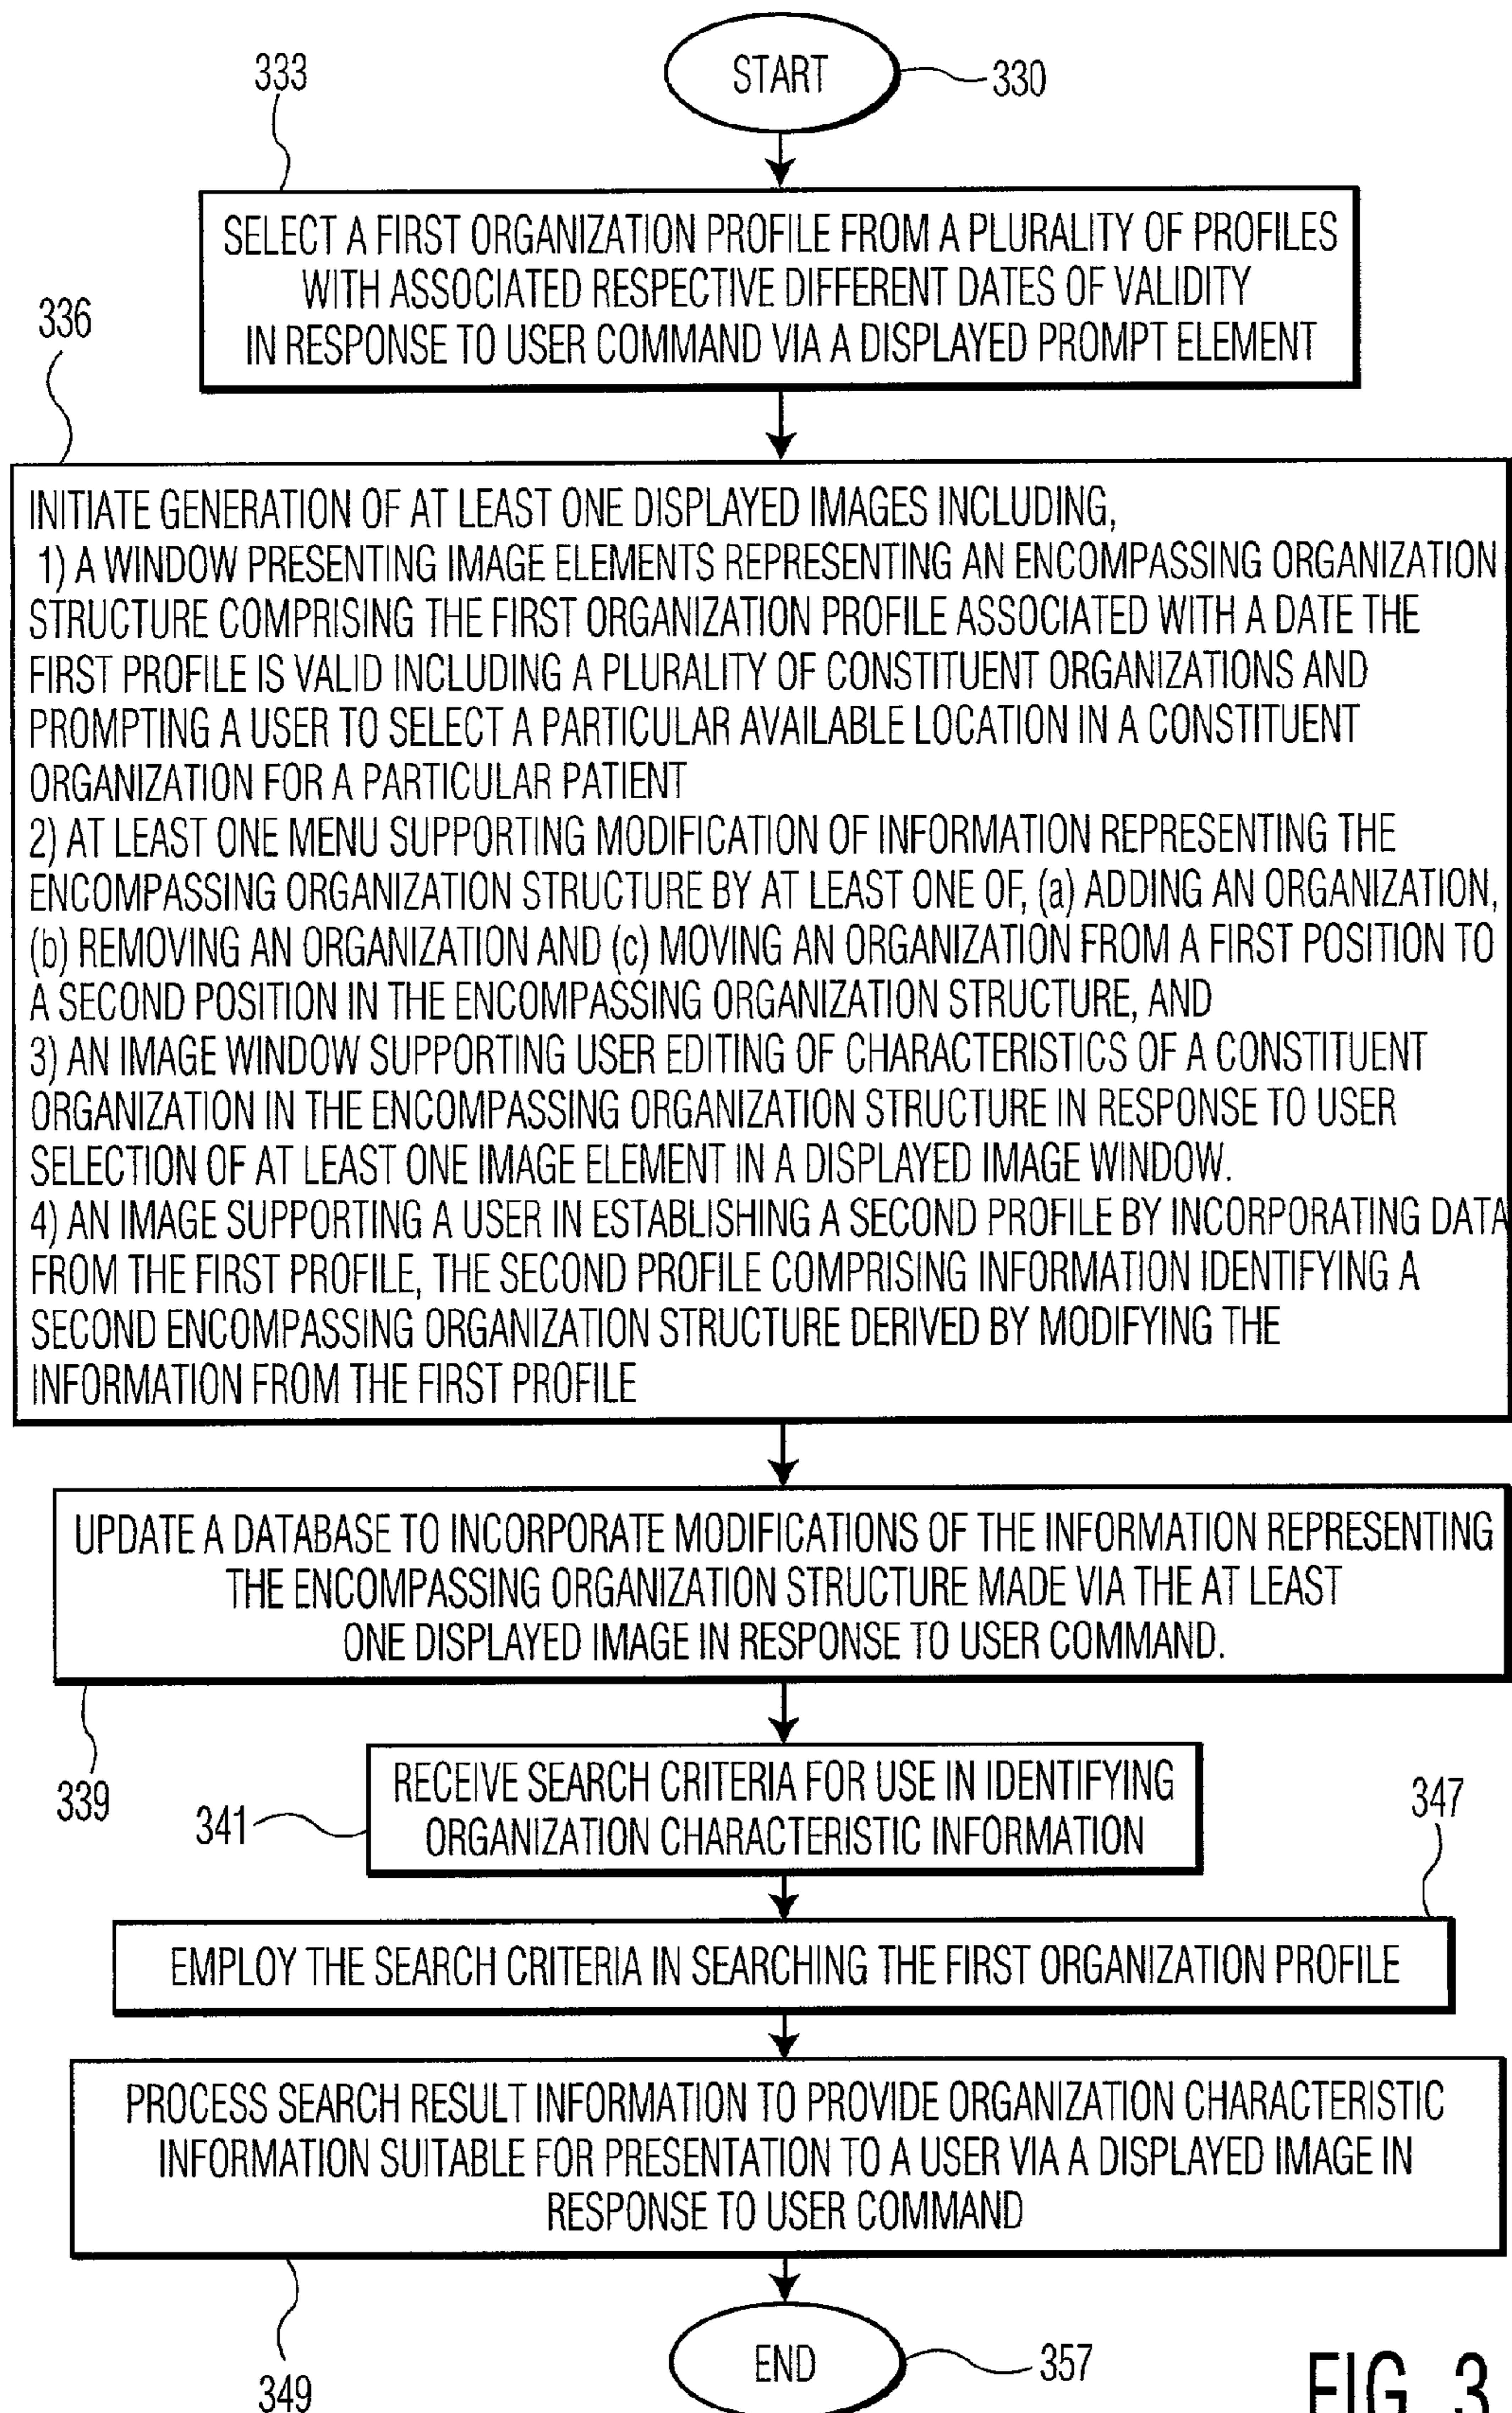 START
330
333
SELECT A FIRST ORGANIZATION PROFILE FROM A PLURALITY OF PROFILES
WITH ASSOCIATED RESPECTIVE DIFFERENT DATES OF VALIDITY
IN RESPONSE TO USER COMMAND VIA A DISPLAYED PROMPT ELEMENT
336
INITIATE GENERATION OF AT LEAST ONE DISPLAYED IMAGES INCLUDING,
1) A WINDOW PRESENTING IMAGE ELEMENTS REPRESENTING AN ENCOMPASSING ORGANIZATION
STRUCTURE COMPRISING THE FIRST ORGANIZATION PROFILE ASSOCIATED WITH A DATE THE
FIRST PROFILE IS VALID INCLUDING A PLURALITY OF CONSTITUENT ORGANIZATIONS AND
PROMPTING A USER TO SELECT A PARTICULAR AVAILABLE LOCATION IN A CONSTITUENT
ORGANIZATION FOR A PARTICULAR PATIENT
2) AT LEAST ONE MENU SUPPORTING MODIFICATION OF INFORMATION REPRESENTING THE
ENCOMPASSING ORGANIZATION STRUCTURE BY AT LEAST ONE OF, (a) ADDING AN ORGANIZATION,
(b) REMOVING AN ORGANIZATION AND (c) MOVING AN ORGANIZATION FROM A FIRST POSITION TO
A SECOND POSITION IN THE ENCOMPASSING ORGANIZATION STRUCTURE, AND
3) AN IMAGE WINDOW SUPPORTING USER EDITING OF CHARACTERISTICS OF A CONSTITUENT
ORGANIZATION IN THE ENCOMPASSING ORGANIZATION STRUCTURE IN RESPONSE TO USER
SELECTION OF AT LEAST ONE IMAGE ELEMENT IN A DISPLAYED IMAGE WINDOW.
4) AN IMAGE SUPPORTING A USER IN ESTABLISHING A SECOND PROFILE BY INCORPORATING DATA
FROM THE FIRST PROFILE, THE SECOND PROFILE COMPRISING INFORMATION IDENTIFYING A
SECOND ENCOMPASSING ORGANIZATION STRUCTURE DERIVED BY MODIFYING THE
INFORMATION FROM THE FIRST PROFILE
UPDATE A DATABASE TO INCORPORATE MODIFICATIONS OF THE INFORMATION REPRESENTING
THE ENCOMPASSING ORGANIZATION STRUCTURE MADE VIA THE AT LEAST
ONE DISPLAYED IMAGE IN RESPONSE TO USER COMMAND.
339
341
RECEIVE SEARCH CRITERIA FOR USE IN IDENTIFYING
ORGANIZATION CHARACTERISTIC INFORMATION
347
EMPLOY THE SEARCH CRITERIA IN SEARCHING THE FIRST ORGANIZATION PROFILE
PROCESS SEARCH RESULT INFORMATION TO PROVIDE ORGANIZATION CHARACTERISTIC
INFORMATION SUITABLE FOR PRESENTATION TO A USER VIA A DISPLAYED IMAGE IN
RESPONSE TO USER COMMAND
349
END
357
FIG. 3